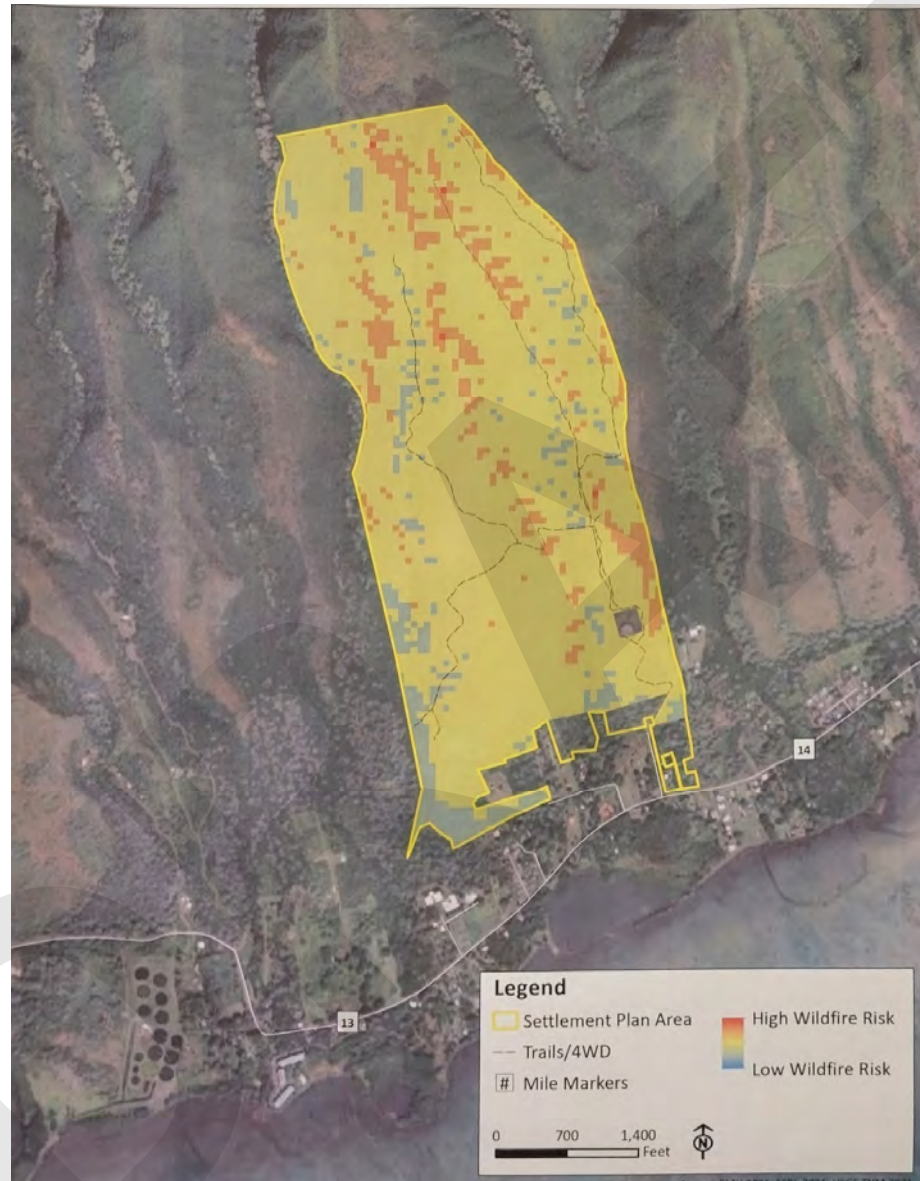 14
13
Legend
Settlement Plan Area
Trails/4WD
# Mile Markers
High Wildfire Risk
Low Wildfire Risk
0 700 1,400
Feet
N